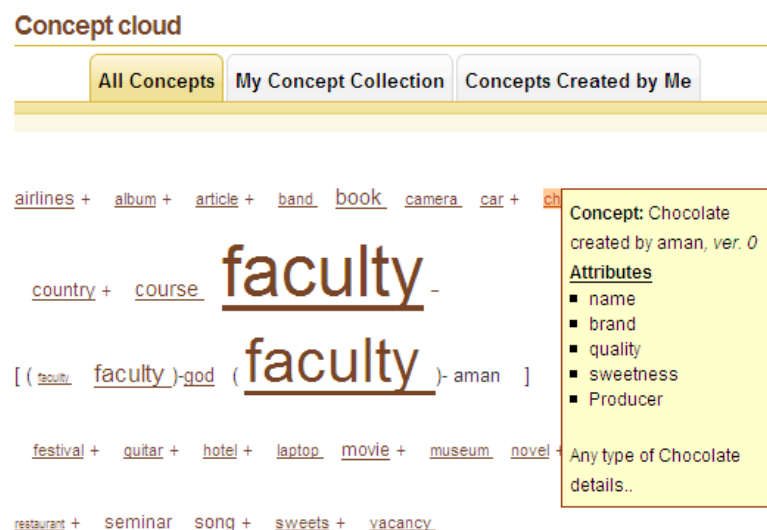 Concept cloud
All Concepts My Concept Collection Concepts Created by Me
airlines + album + article + band book camera car + ch
country + course faculty -
[ ( faculty faculty )-god ( faculty )- aman ]
festival + guitar + hotel + laptop movie + museum novel +
restaurant + seminar song + sweets + vacancy
Concept: Chocolate
created by aman, ver. 0
Attributes
name
brand
quality
sweetness
Producer
Any type of Chocolate
details..